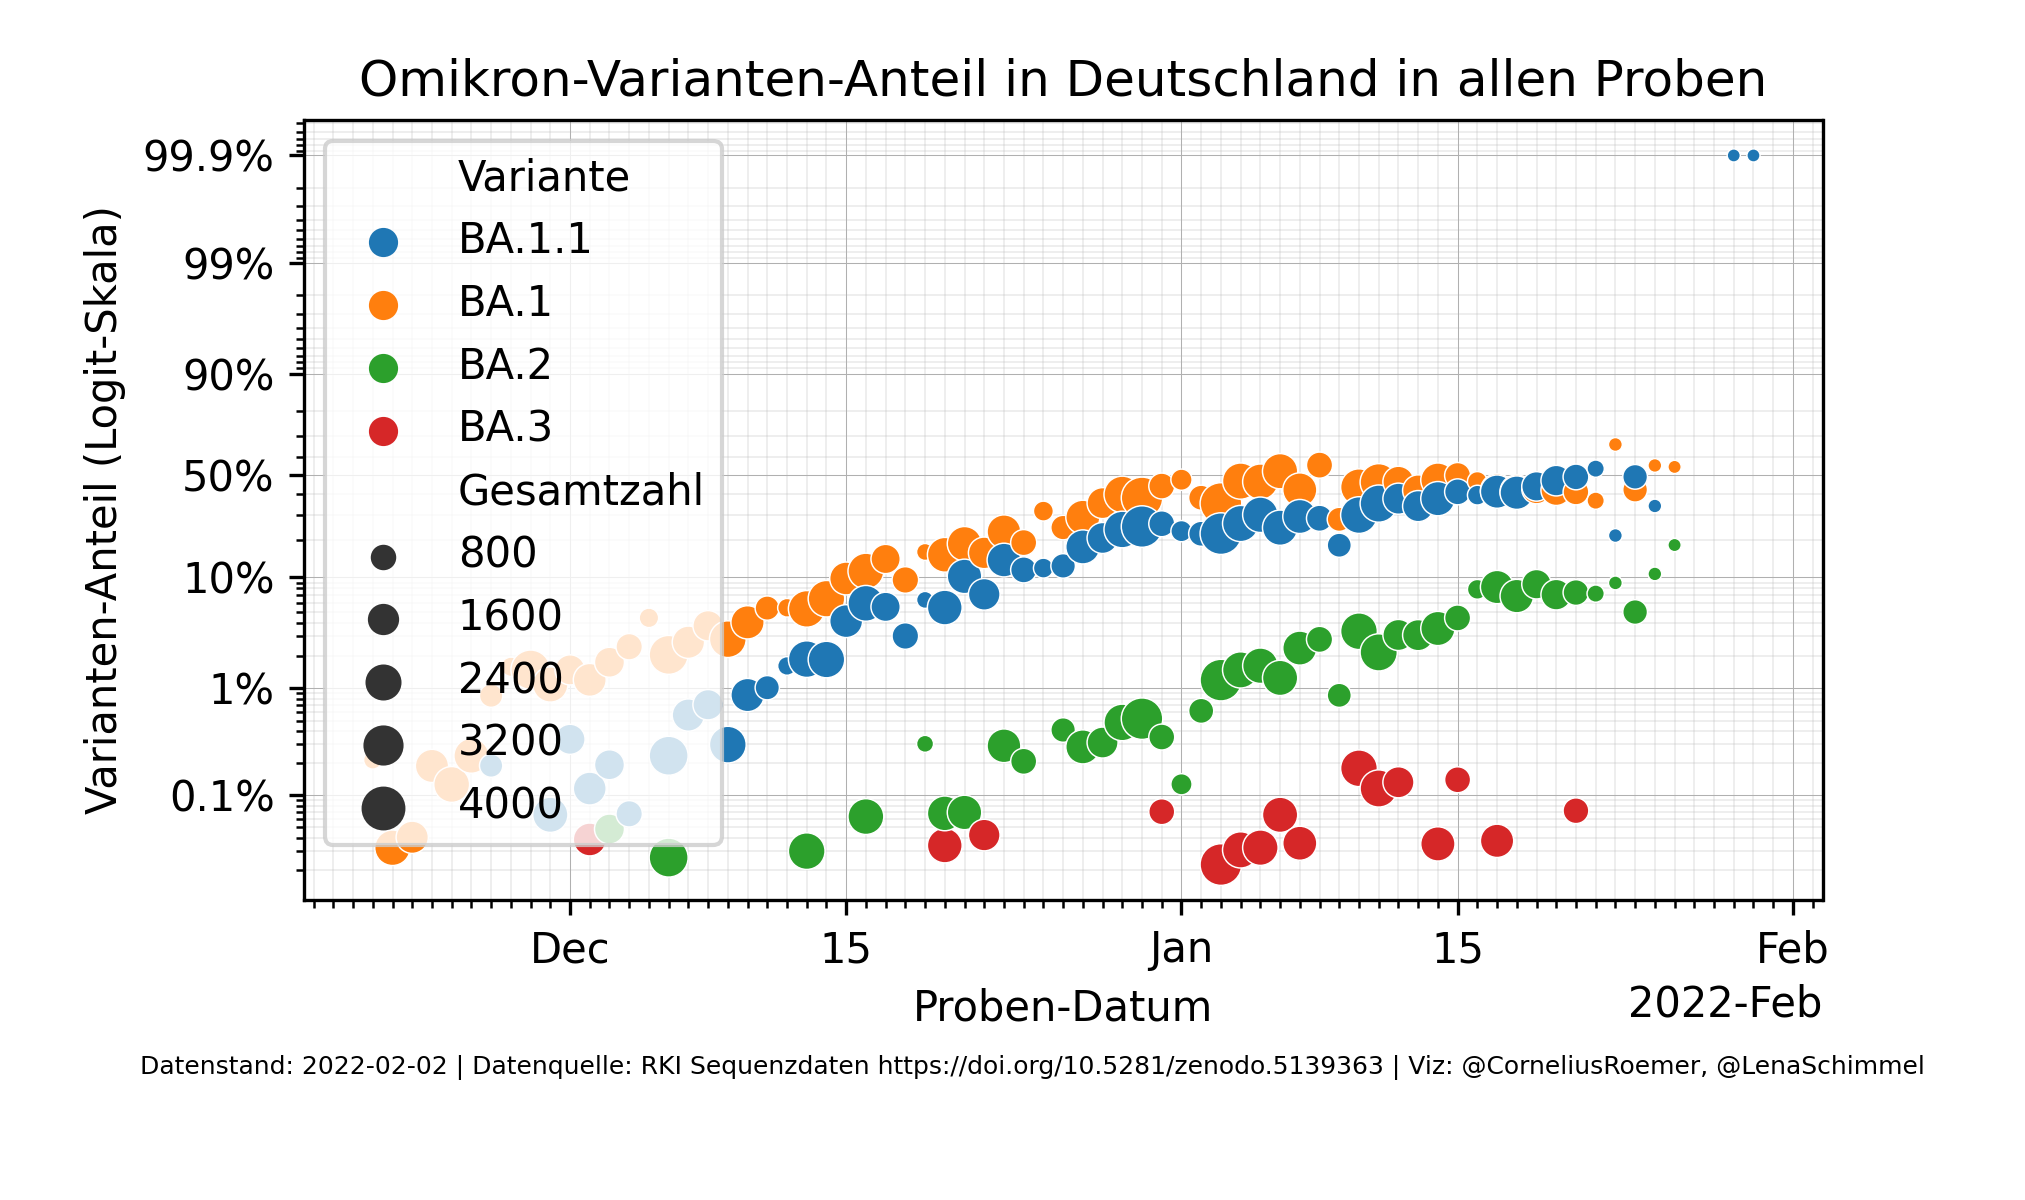 Omikron-Varianten-Anteil in Deutschland in allen Proben
Varianten-Anteil (Logit-Skala)
99.9%
99%
90%
50%
10%
1%
0.1%
Variante
BA.1.1
BA.1
BA.2
BA.3
Gesamtzahl
800
1600
2400
3200
4000
Dec 15 Jan 15 Feb
2022-Feb
Proben-Datum
Datenstand: 2022-02-02 | Datenquelle: RKI Sequenzdaten https://doi.org/10.5281/zenodo.5139363 | Viz: @CorneliusRoemer, @LenaSchimmel